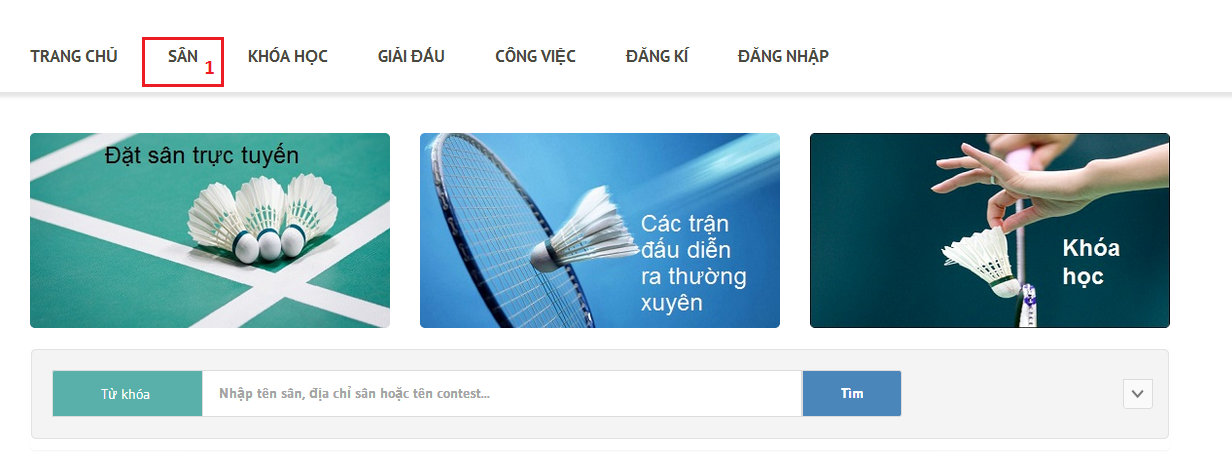 TRANG CHỦ SÂN 1 KHÓA HỌC GIẢI ĐẤU CÔNG VIỆC ĐĂNG KÍ ĐĂNG NHẬP
Đặt sân trực tuyến
Các trận
đấu diễn
ra thường
xuyên
Khóa
học
Từ khóa Nhập tên sân, địa chỉ sân hoặc tên contest... Tìm